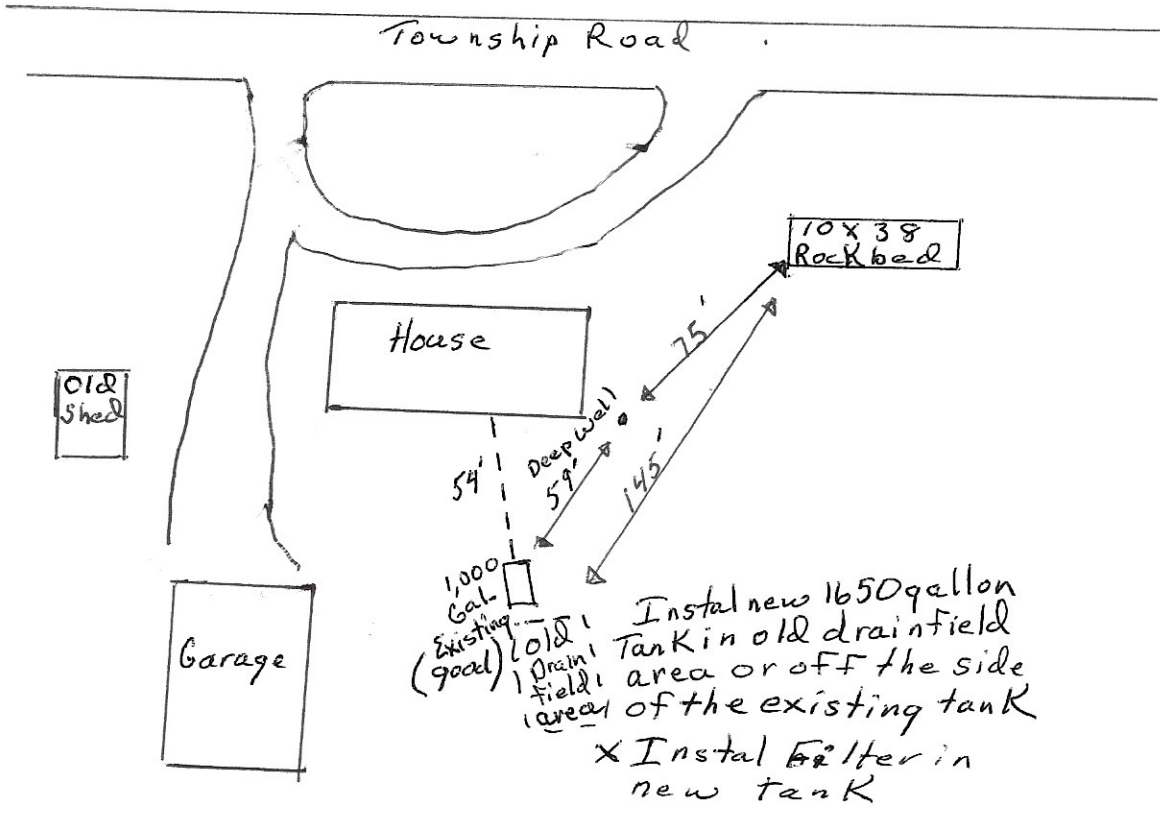 Township Road
10 x 38
Rock bed
House
75'
Old
Shed
Deep Well
54'
59'
145'
1,000
Gal.
Existing
(good)
Old
Drain
field
area
Garage
Instal new 1650 gallon
Tank in old drainfield
area or off the side
of the existing tank
x Instal Filter in
new tank